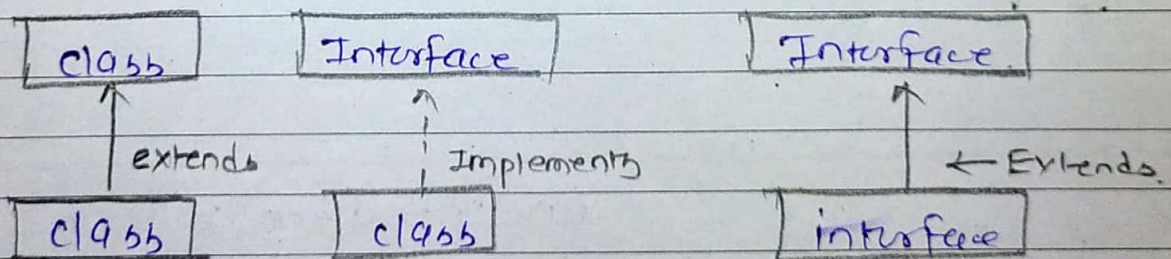 class Interface Interface
extends Implements ← Extends.
class class interface